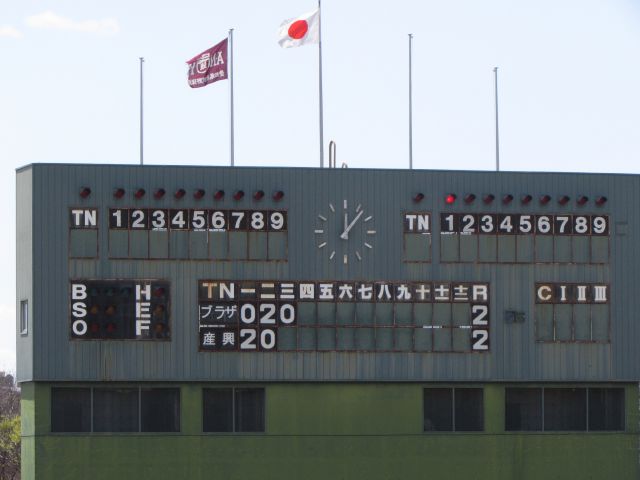 TN 1 2 3 4 5 6 7 8 9
TN 1 2 3 4 5 6 7 8 9
B H
S E
O F
TN 一 二 三 四 五 六 七 八 九 十 土 圭 R
ブラザ 0 2 0 2
産興 2 0 2
C I II III